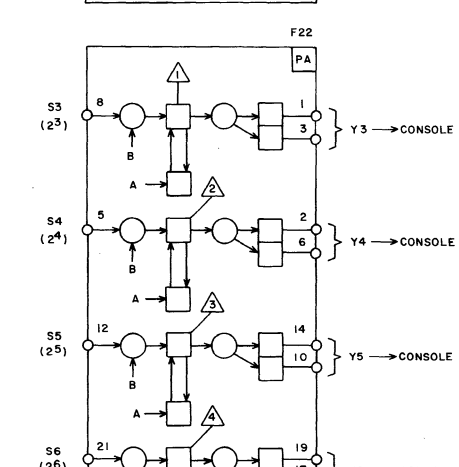 F22
PA
1
S3 8 1
(2³) 3 Y3 CONSOLE
B
A
2
S4 5 2
(2⁴) 6 Y4 CONSOLE
B
A
3
S5 12 14
(2⁵) 10 Y5 CONSOLE
B
A
4
S6 21 19